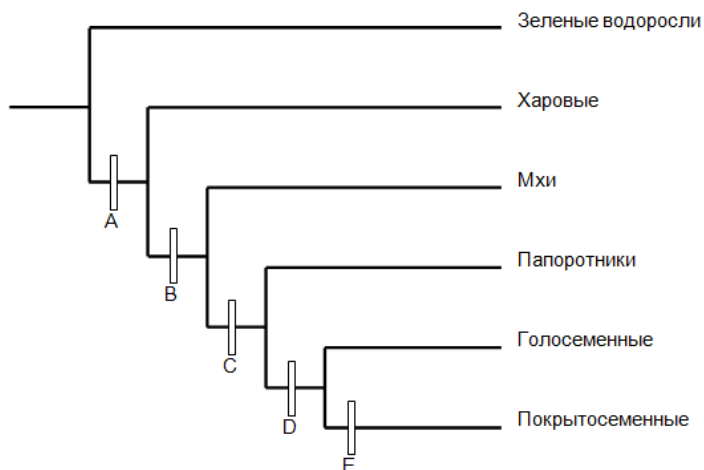 Зеленые водоросли
Харовые
A
Мхи
B
Папоротники
C
Голосеменные
D
Покрытосеменные
E